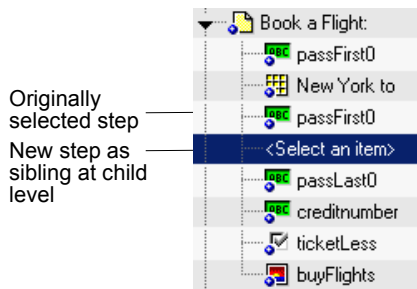 Book a Flight:
passFirst0
New York to
Originally
selected step
passFirst0
New step as
sibling at child
level
<Select an item>
passLast0
creditnumber
ticketLess
buyFlights